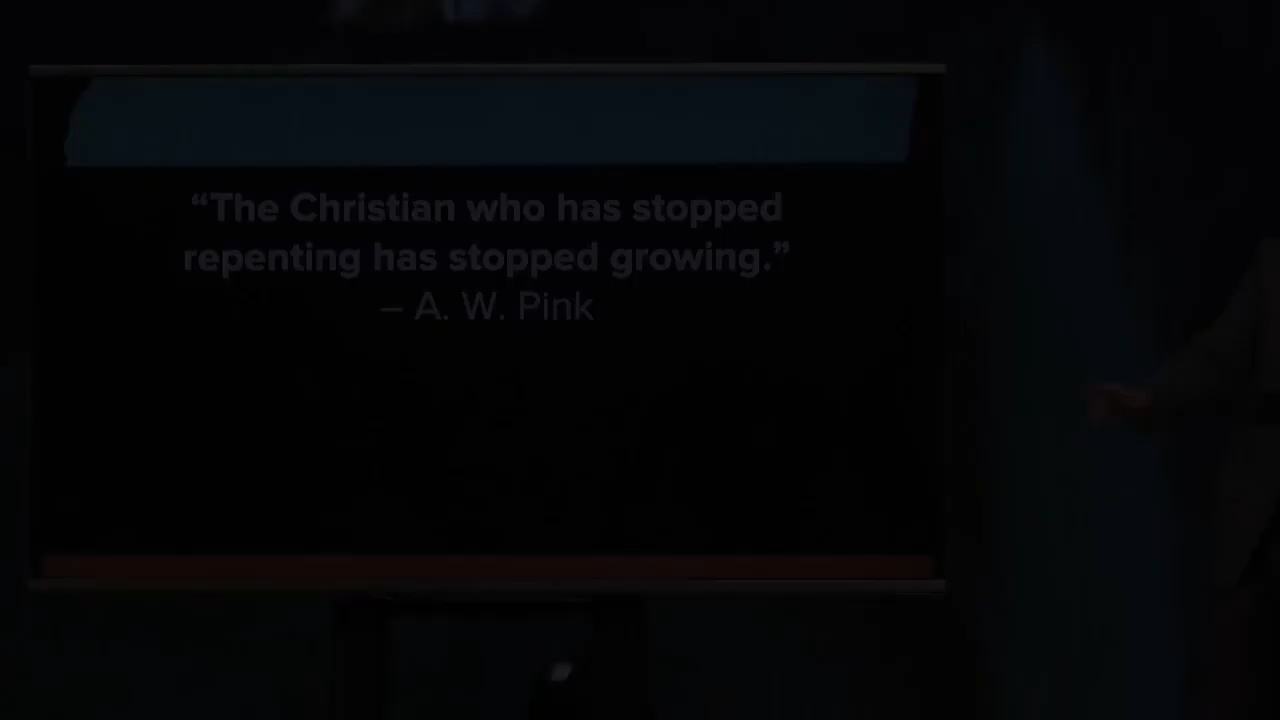 “The Christian who has stopped
repenting has stopped growing.”
– A. W. Pink